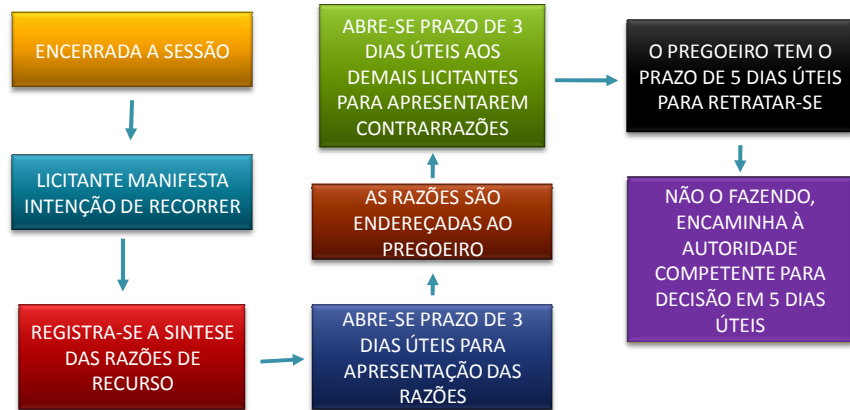 ENCERRADA A SESSÃO
LICITANTE MANIFESTA
INTENÇÃO DE RECORRER
REGISTRA-SE A SINTESE
DAS RAZÕES DE
RECURSO
ABRE-SE PRAZO DE 3
DIAS ÚTEIS PARA
APRESENTAÇÃO DAS
RAZÕES
AS RAZÕES SÃO
ENDEREÇADAS AO
PREGOEIRO
ABRE-SE PRAZO DE 3
DIAS ÚTEIS AOS
DEMAIS LICITANTES
PARA APRESENTAREM
CONTRARRAZÕES
O PREGOEIRO TEM O
PRAZO DE 5 DIAS ÚTEIS
PARA RETRATAR-SE
NÃO O FAZENDO,
ENCAMINHA À
AUTORIDADE
COMPETENTE PARA
DECISÃO EM 5 DIAS
ÚTEIS